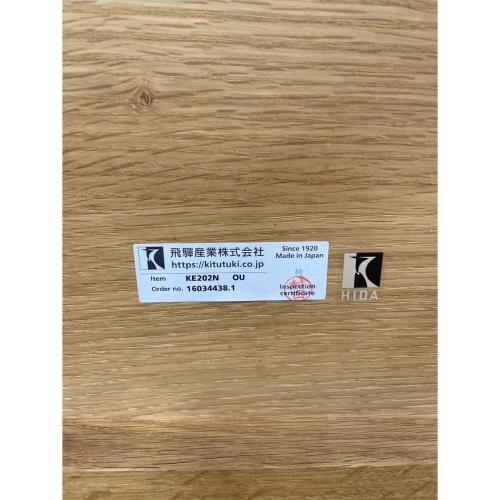 飛騨産業株式会社
https://kitutuki.co.jp
Since 1920
Made in Japan
Item KE202N OU
Order no. 16034438.1
Inspection
certificate
HIDA